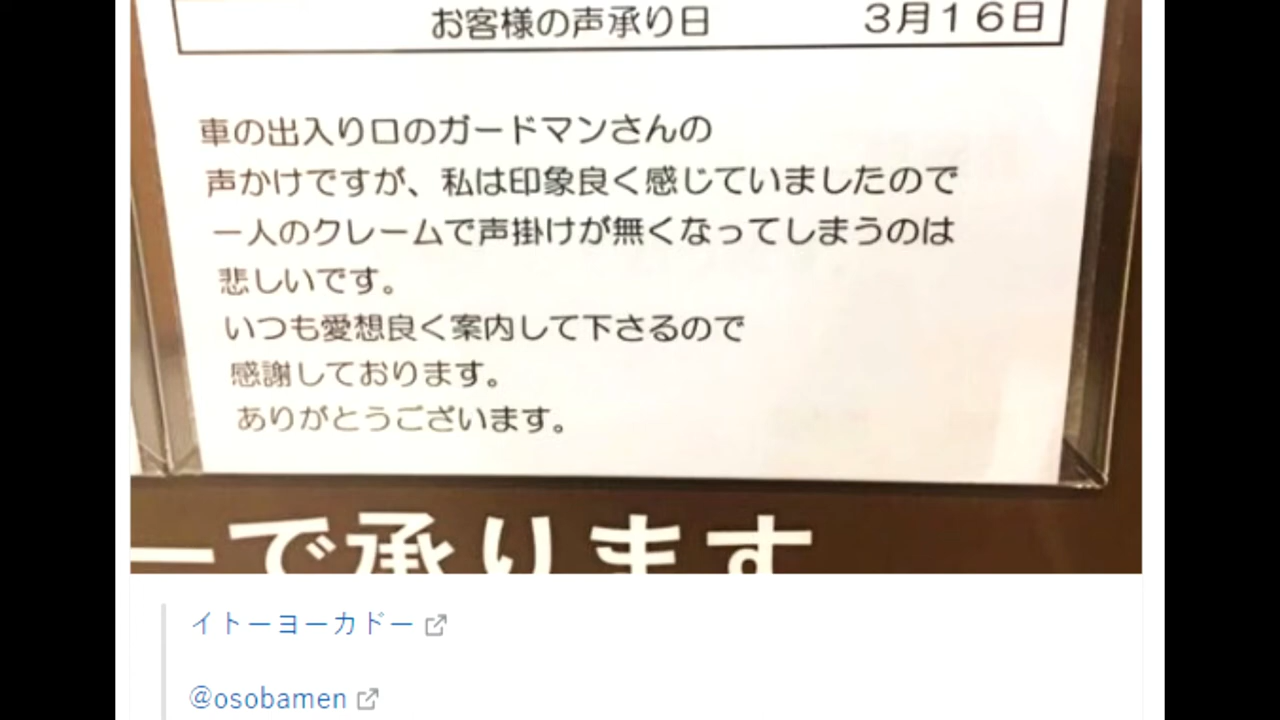 お客様の声承り日 3月16日
車の出入り口のガードマンさんの
声かけですが、私は印象良く感じていましたので
一人のクレームで声掛けが無くなってしまうのは
悲しいです。
いつも愛想良く案内して下さるので
感謝しております。
ありがとうございます。
ーで承ります
イトーヨーカドー
@osobamen